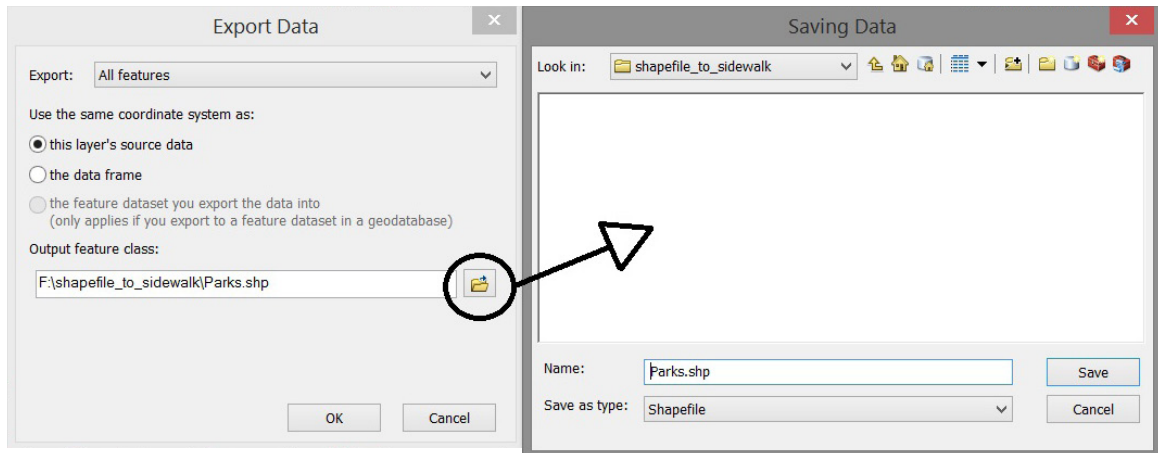 Export Data
Export: All features
Use the same coordinate system as:
this layer's source data
the data frame
the feature dataset you export the data into
(only applies if you export to a feature dataset in a geodatabase)
Output feature class:
F:\shapefile_to_sidewalk\Parks.shp
OK Cancel
Saving Data
Look in: shapefile_to_sidewalk
Name: Parks.shp Save
Save as type: Shapefile Cancel